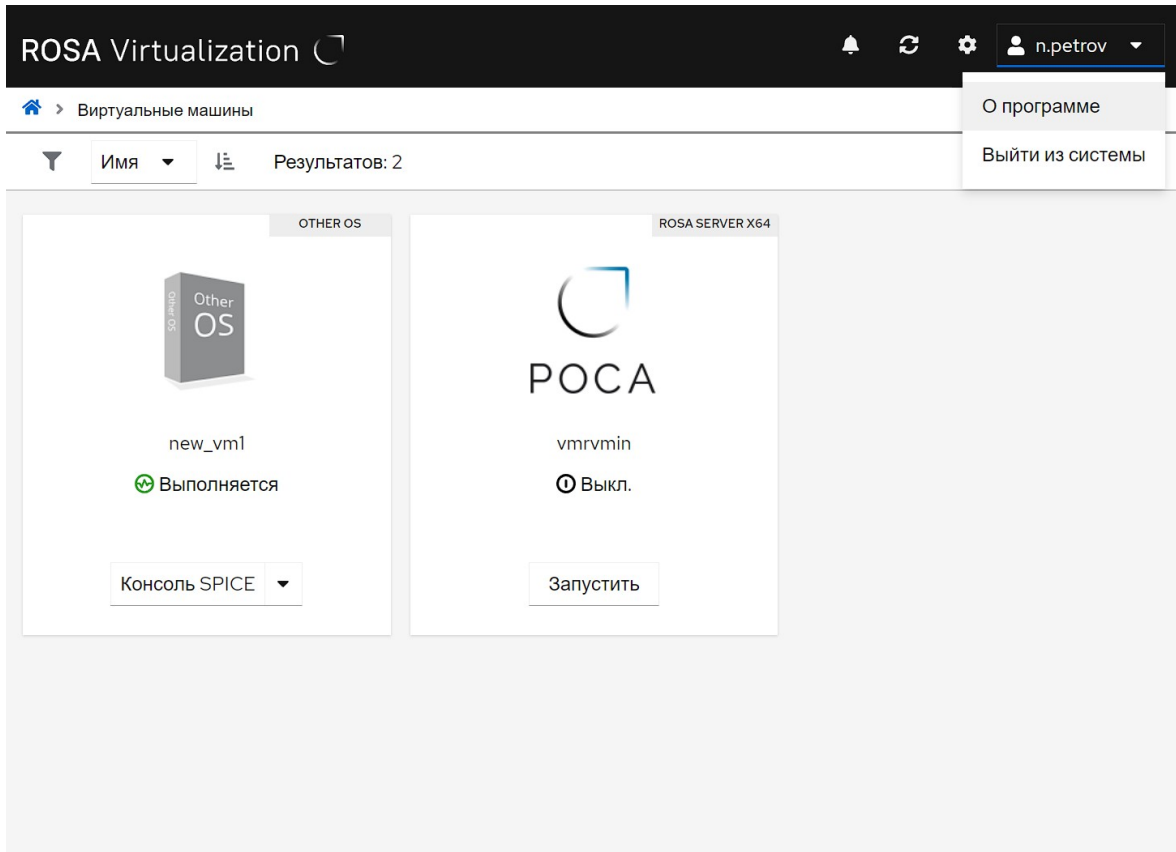 ROSA Virtualization
n.petrov
О программе
Выйти из системы
Виртуальные машины
Имя
Результатов: 2
OTHER OS
Other OS
Other
OS
new_vm1
Выполняется
Консоль SPICE
ROSA SERVER X64
РОСА
vmrvmin
Выкл.
Запустить